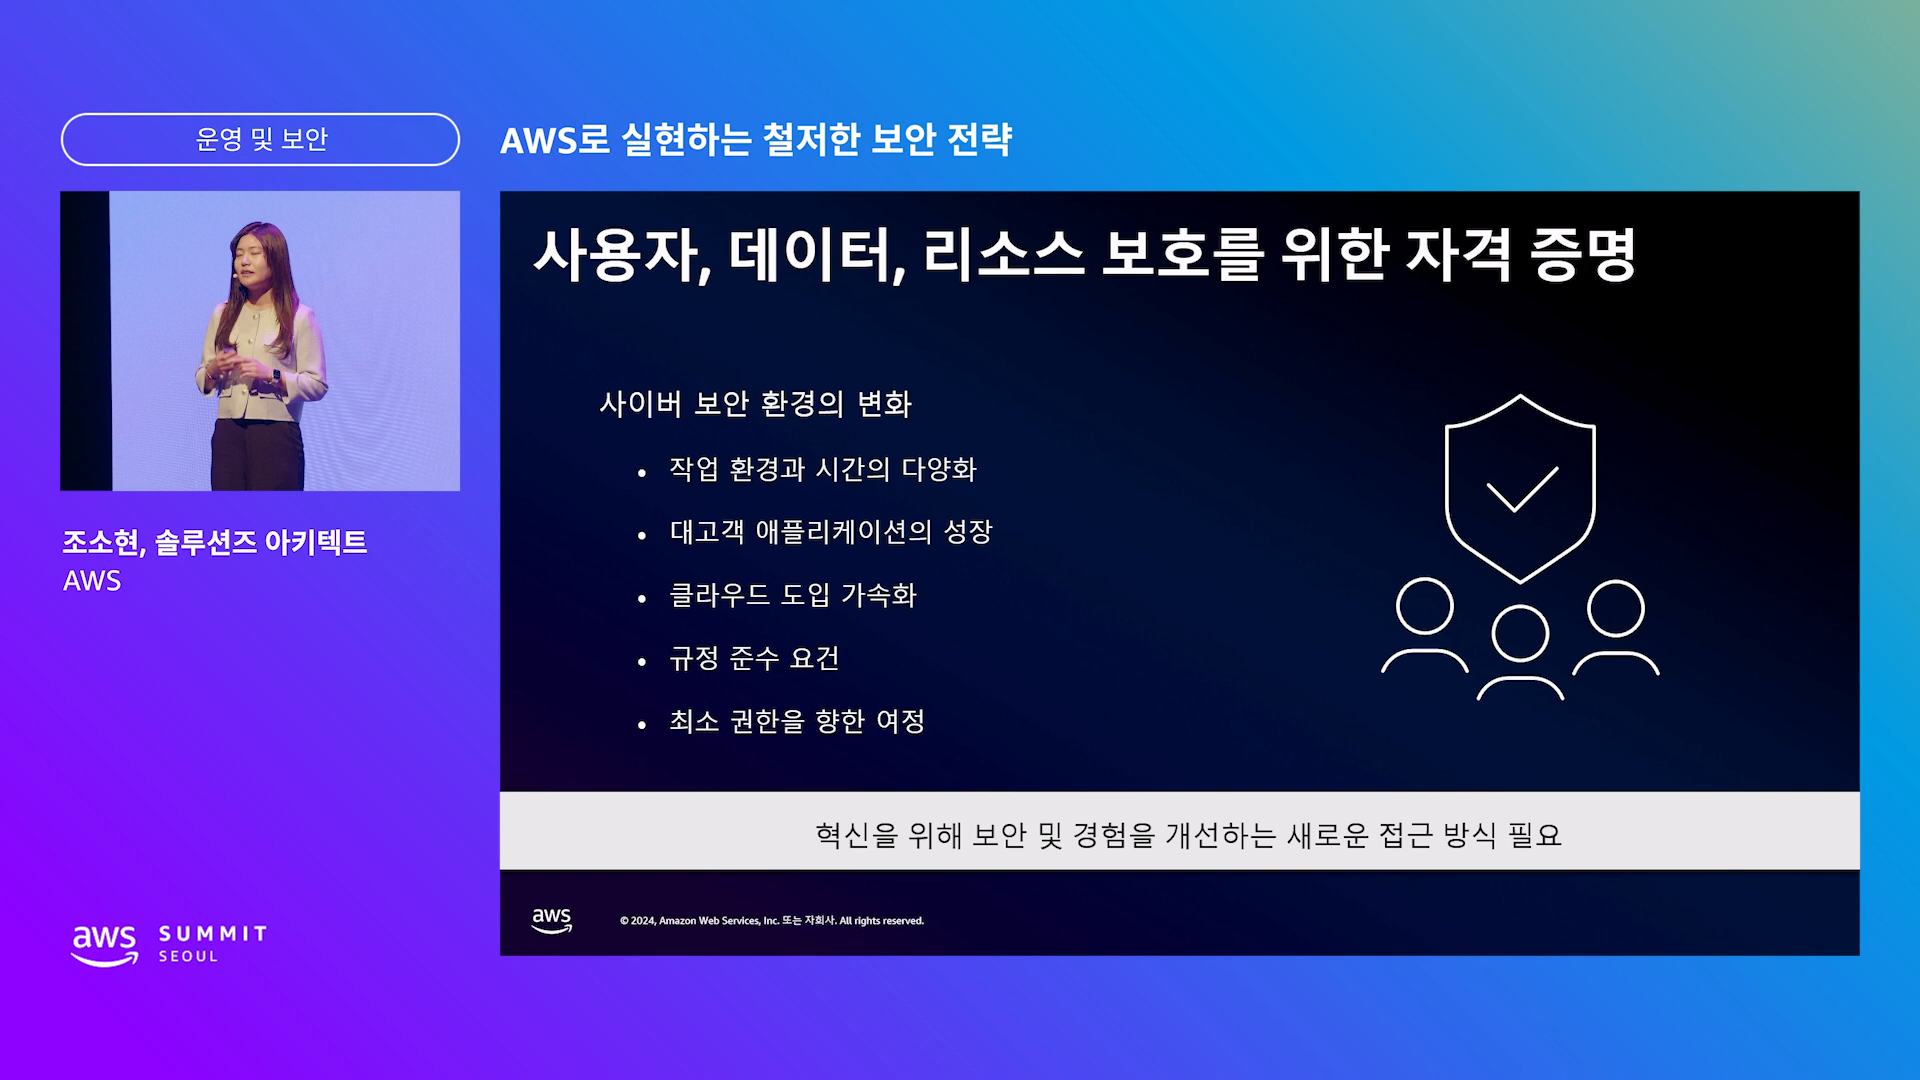 운영 및 보안
AWS로 실현하는 철저한 보안 전략
조소현, 솔루션즈 아키텍트
AWS
사용자, 데이터, 리소스 보호를 위한 자격 증명
사이버 보안 환경의 변화
• 작업 환경과 시간의 다양화
• 대고객 애플리케이션의 성장
• 클라우드 도입 가속화
• 규정 준수 요건
• 최소 권한을 향한 여정
혁신을 위해 보안 및 경험을 개선하는 새로운 접근 방식 필요
aws
© 2024, Amazon Web Services, Inc. 또는 자회사. All rights reserved.
aws SUMMIT
SEOUL